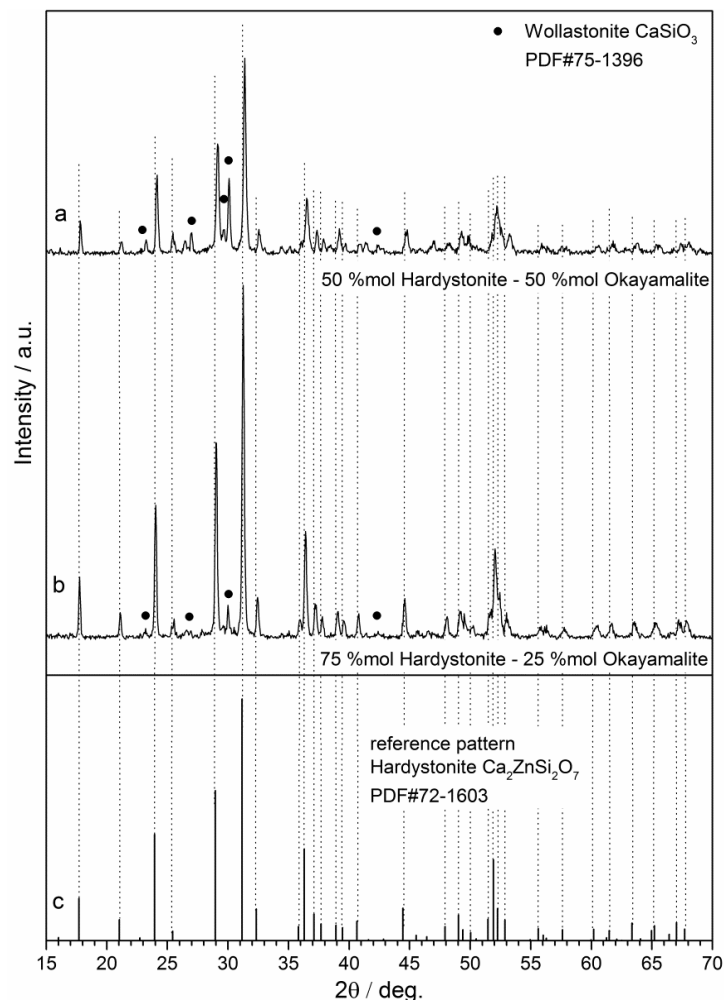 ● Wollastonite CaSiO₃
PDF#75-1396
a
50 %mol Hardystonite - 50 %mol Okayamalite
Intensity / a.u.
b
75 %mol Hardystonite - 25 %mol Okayamalite
reference pattern
Hardystonite Ca₂ZnSi₂O₇
PDF#72-1603
c
15 20 25 30 35 40 45 50 55 60 65 70
2θ / deg.